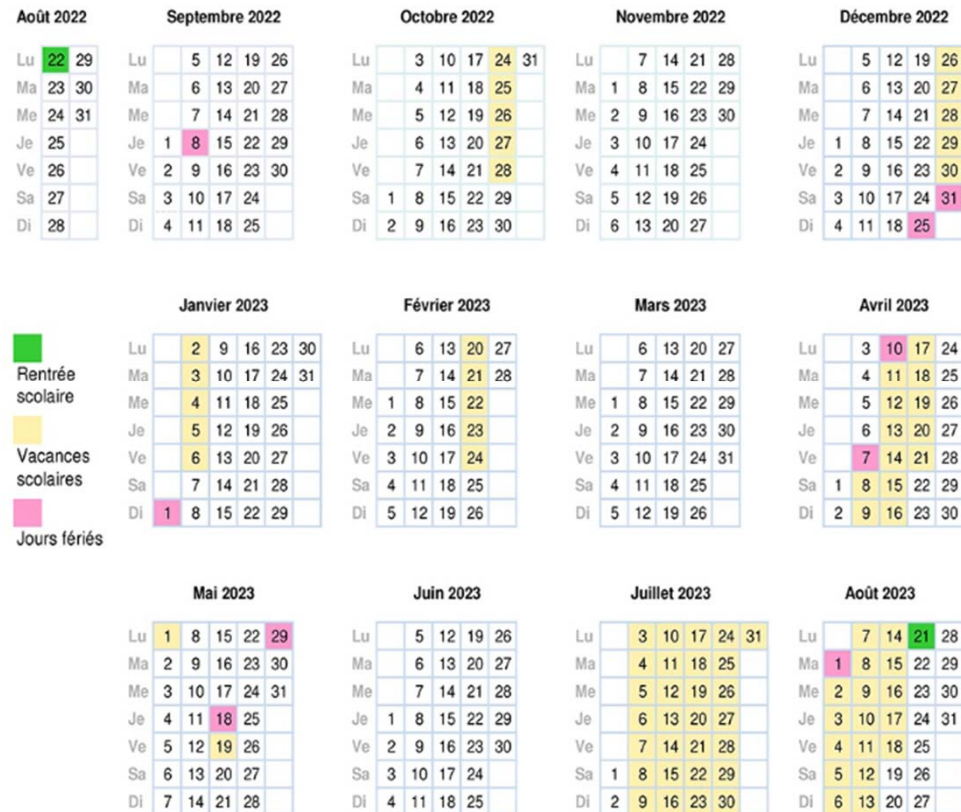 Août 2022 Septembre 2022 Octobre 2022 Novembre 2022 Décembre 2022
Lu 22 29 Lu 5 12 19 26 Lu 3 10 17 24 31 Lu 7 14 21 28 Lu 5 12 19 26
Ma 23 30 Ma 6 13 20 27 Ma 4 11 18 25 Ma 1 8 15 22 29 Ma 6 13 20 27
Me 24 31 Me 7 14 21 28 Me 5 12 19 26 Me 2 9 16 23 30 Me 7 14 21 28
Je 25 Je 1 8 15 22 29 Je 6 13 20 27 Je 3 10 17 24 Je 1 8 15 22 29
Ve 26 Ve 2 9 16 23 30 Ve 7 14 21 28 Ve 4 11 18 25 Ve 2 9 16 23 30
Sa 27 Sa 3 10 17 24 Sa 1 8 15 22 29 Sa 5 12 19 26 Sa 3 10 17 24 31
Di 28 Di 4 11 18 25 Di 2 9 16 23 30 Di 6 13 20 27 Di 4 11 18 25
Rentrée
scolaire
Vacances
scolaires
Jours fériés
Janvier 2023 Février 2023 Mars 2023 Avril 2023
Lu 2 9 16 23 30 Lu 6 13 20 27 Lu 6 13 20 27 Lu 3 10 17 24
Ma 3 10 17 24 31 Ma 7 14 21 28 Ma 7 14 21 28 Ma 4 11 18 25
Me 4 11 18 25 Me 1 8 15 22 Me 1 8 15 22 29 Me 5 12 19 26
Je 5 12 19 26 Je 2 9 16 23 Je 2 9 16 23 30 Je 6 13 20 27
Ve 6 13 20 27 Ve 3 10 17 24 Ve 3 10 17 24 31 Ve 7 14 21 28
Sa 7 14 21 28 Sa 4 11 18 25 Sa 4 11 18 25 Sa 1 8 15 22 29
Di 1 8 15 22 29 Di 5 12 19 26 Di 5 12 19 26 Di 2 9 16 23 30
Mai 2023 Juin 2023 Juillet 2023 Août 2023
Lu 1 8 15 22 29 Lu 5 12 19 26 Lu 3 10 17 24 31 Lu 7 14 21 28
Ma 2 9 16 23 30 Ma 6 13 20 27 Ma 4 11 18 25 Ma 1 8 15 22 29
Me 3 10 17 24 31 Me 7 14 21 28 Me 5 12 19 26 Me 2 9 16 23 30
Je 4 11 18 25 Je 1 8 15 22 29 Je 6 13 20 27 Je 3 10 17 24 31
Ve 5 12 19 26 Ve 2 9 16 23 30 Ve 7 14 21 28 Ve 4 11 18 25
Sa 6 13 20 27 Sa 3 10 17 24 Sa 1 8 15 22 29 Sa 5 12 19 26
Di 7 14 21 28 Di 4 11 18 25 Di 2 9 16 23 30 Di 6 13 20 27